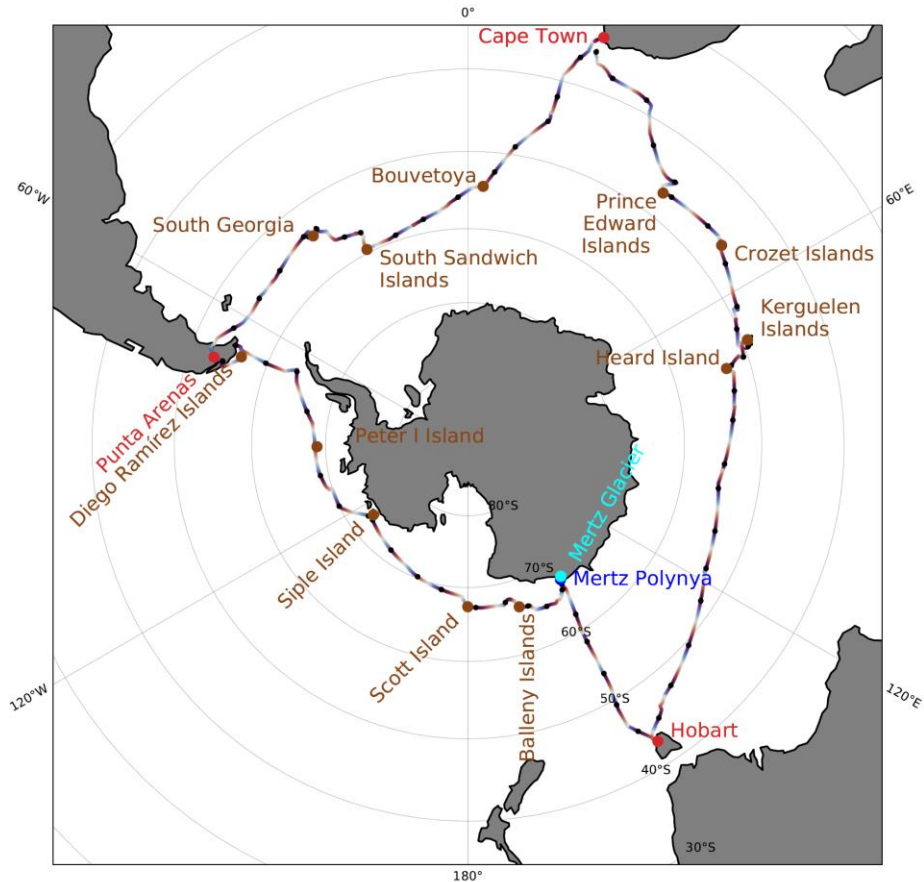 0°
Cape Town
60°W
60°E
Bouvetoya
South Georgia
Prince
Edward
Islands
South Sandwich
Islands
Crozet Islands
Kerguelen
Islands
Heard Island
Punta Arenas
Diego Ramírez Islands
Peter I Island
Mertz Glacier
80°S
Siple Island
70°S
Mertz Polynya
Scott Island
Balleny Islands
60°S
120°W
120°E
50°S
Hobart
40°S
30°S
180°